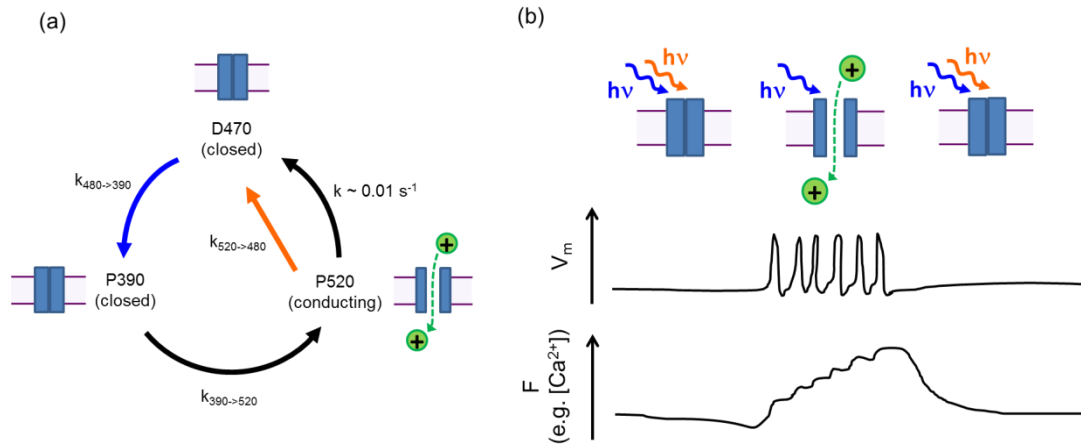 (a)
D470
(closed)
k480->390
k ~ 0.01 s-1
k520->480
P390
(closed)
P520
(conducting)
+
+
k390->520
(b)
hν
hν
hν
hν
hν
+
+
Vm
F
(e.g. [Ca2+])